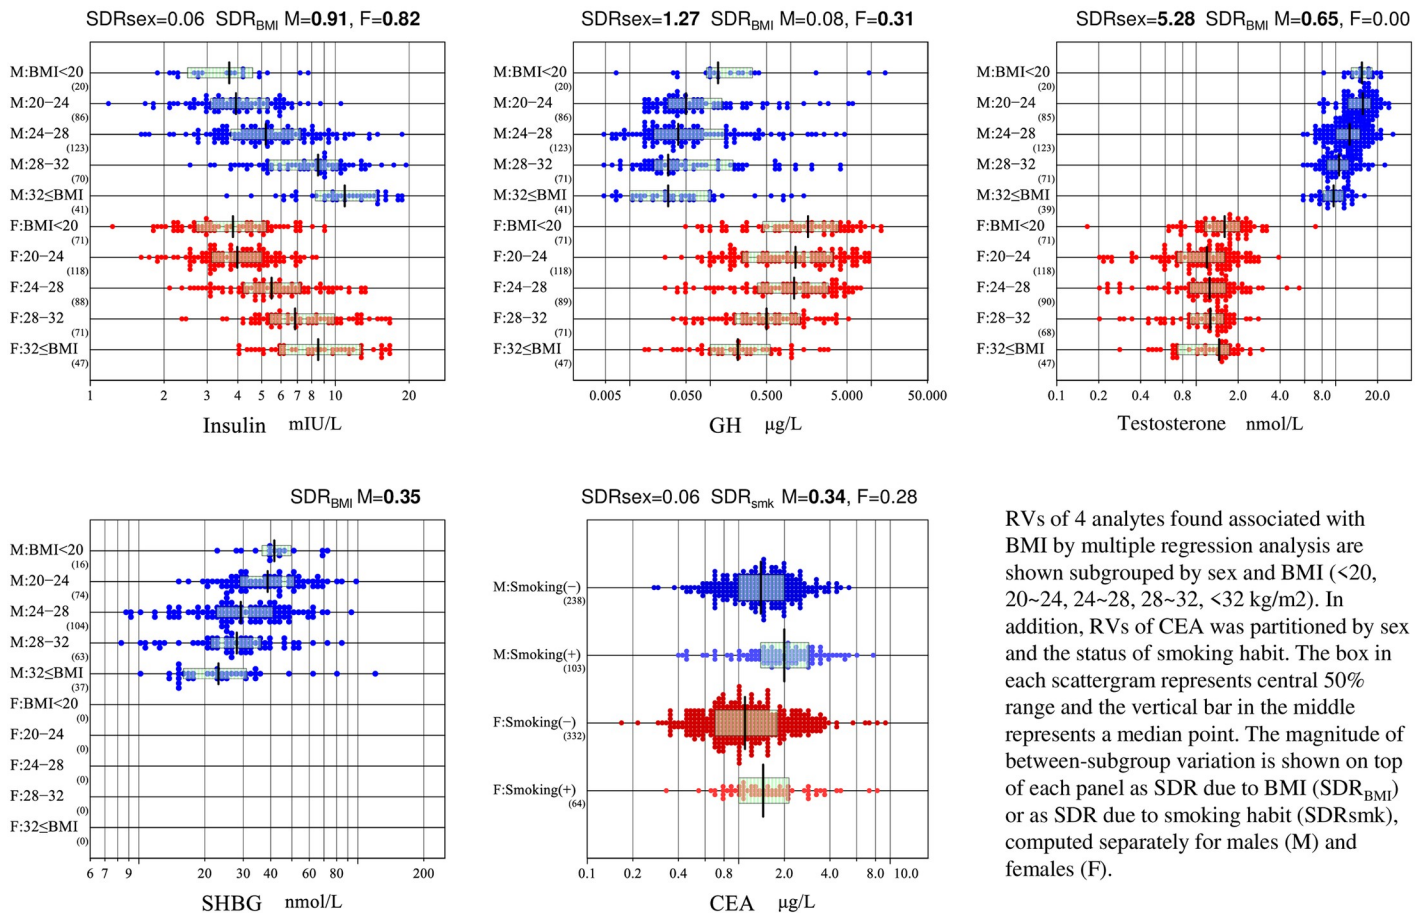 SDRsex=0.06 SDRBMI M=0.91, F=0.82
M:BMI<20
(20)
M:20−24
(86)
M:24−28
(123)
M:28−32
(70)
M:32≤BMI
(41)
F:BMI<20
(71)
F:20−24
(118)
F:24−28
(88)
F:28−32
(71)
F:32≤BMI
(47)
1 2 3 4 5 6 7 8 10 20
Insulin mIU/L
SDRsex=1.27 SDRBMI M=0.08, F=0.31
M:BMI<20
(20)
M:20−24
(86)
M:24−28
(123)
M:28−32
(71)
M:32≤BMI
(41)
F:BMI<20
(71)
F:20−24
(118)
F:24−28
(89)
F:28−32
(71)
F:32≤BMI
(47)
0.005 0.050 0.500 5.000 50.000
GH μg/L
SDRsex=5.28 SDRBMI M=0.65, F=0.00
M:BMI<20
(20)
M:20−24
(85)
M:24−28
(123)
M:28−32
(71)
M:32≤BMI
(39)
F:BMI<20
(71)
F:20−24
(118)
F:24−28
(90)
F:28−32
(68)
F:32≤BMI
(47)
0.1 0.2 0.4 0.8 2.0 4.0 8.0 20.0
Testosterone nmol/L
SDRBMI M=0.35
M:BMI<20
(16)
M:20−24
(74)
M:24−28
(104)
M:28−32
(63)
M:32≤BMI
(37)
F:BMI<20
(0)
F:20−24
(0)
F:24−28
(0)
F:28−32
(0)
F:32≤BMI
(0)
6 7 9 20 30 40 60 80 200
SHBG nmol/L
SDRsex=0.06 SDRsmk M=0.34, F=0.28
M:Smoking(−)
(238)
M:Smoking(+)
(103)
F:Smoking(−)
(332)
F:Smoking(+)
(64)
0.1 0.2 0.4 0.8 2.0 4.0 8.0 10.0
CEA μg/L
RVs of 4 analytes found associated with
BMI by multiple regression analysis are
shown subgrouped by sex and BMI (<20,
20~24, 24~28, 28~32, <32 kg/m2). In
addition, RVs of CEA was partitioned by sex
and the status of smoking habit. The box in
each scattergram represents central 50%
range and the vertical bar in the middle
represents a median point. The magnitude of
between-subgroup variation is shown on top
of each panel as SDR due to BMI (SDRBMI)
or as SDR due to smoking habit (SDRsmk),
computed separately for males (M) and
females (F).